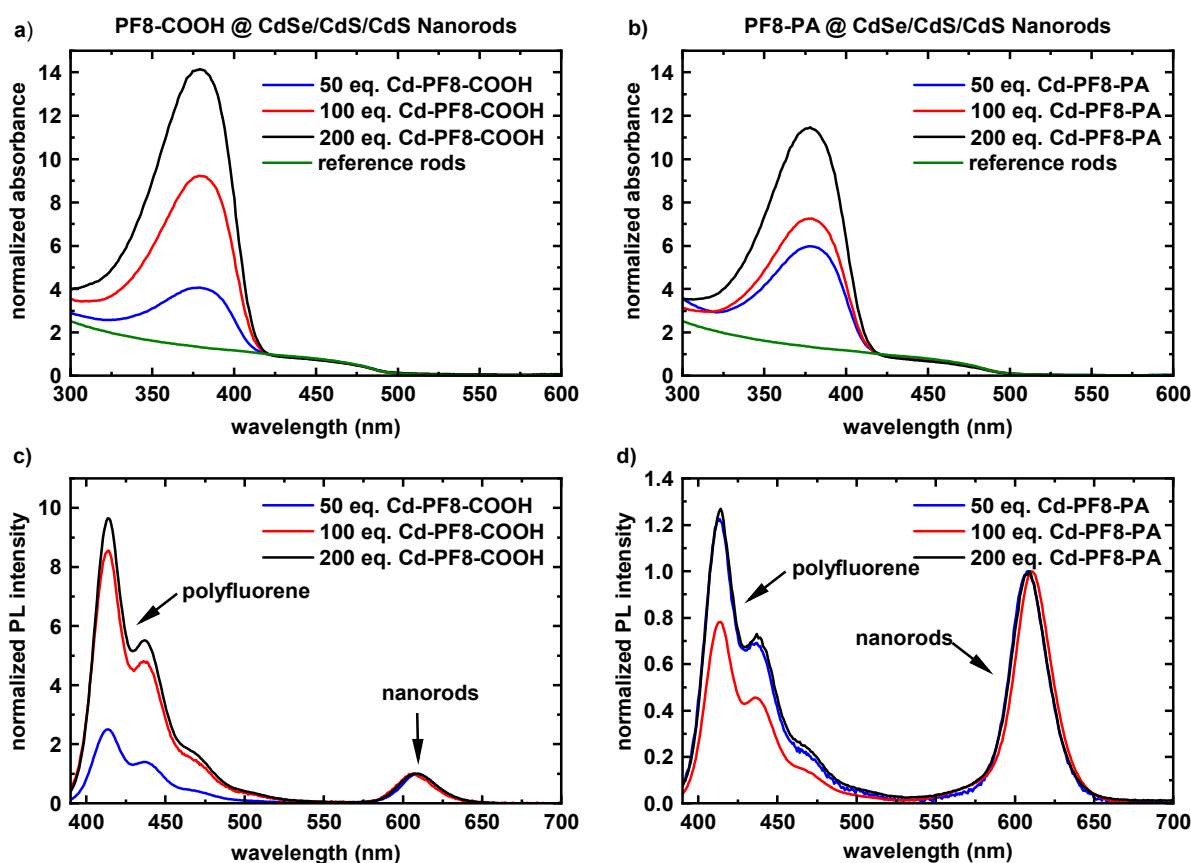 a)
PF8-COOH @ CdSe/CdS/CdS Nanorods
normalized absorbance
14
12
10
8
6
4
2
0
50 eq. Cd-PF8-COOH
100 eq. Cd-PF8-COOH
200 eq. Cd-PF8-COOH
reference rods
300 350 400 450 500 550 600
wavelength (nm)
b)
PF8-PA @ CdSe/CdS/CdS Nanorods
normalized absorbance
14
12
10
8
6
4
2
0
50 eq. Cd-PF8-PA
100 eq. Cd-PF8-PA
200 eq. Cd-PF8-PA
reference rods
300 350 400 450 500 550 600
wavelength (nm)
c)
normalized PL intensity
10
8
6
4
2
0
50 eq. Cd-PF8-COOH
100 eq. Cd-PF8-COOH
200 eq. Cd-PF8-COOH
polyfluorene
nanorods
400 450 500 550 600 650 700
wavelength (nm)
d)
normalized PL intensity
1.4
1.2
1.0
0.8
0.6
0.4
0.2
0.0
50 eq. Cd-PF8-PA
100 eq. Cd-PF8-PA
200 eq. Cd-PF8-PA
polyfluorene
nanorods
400 450 500 550 600 650 700
wavelength (nm)